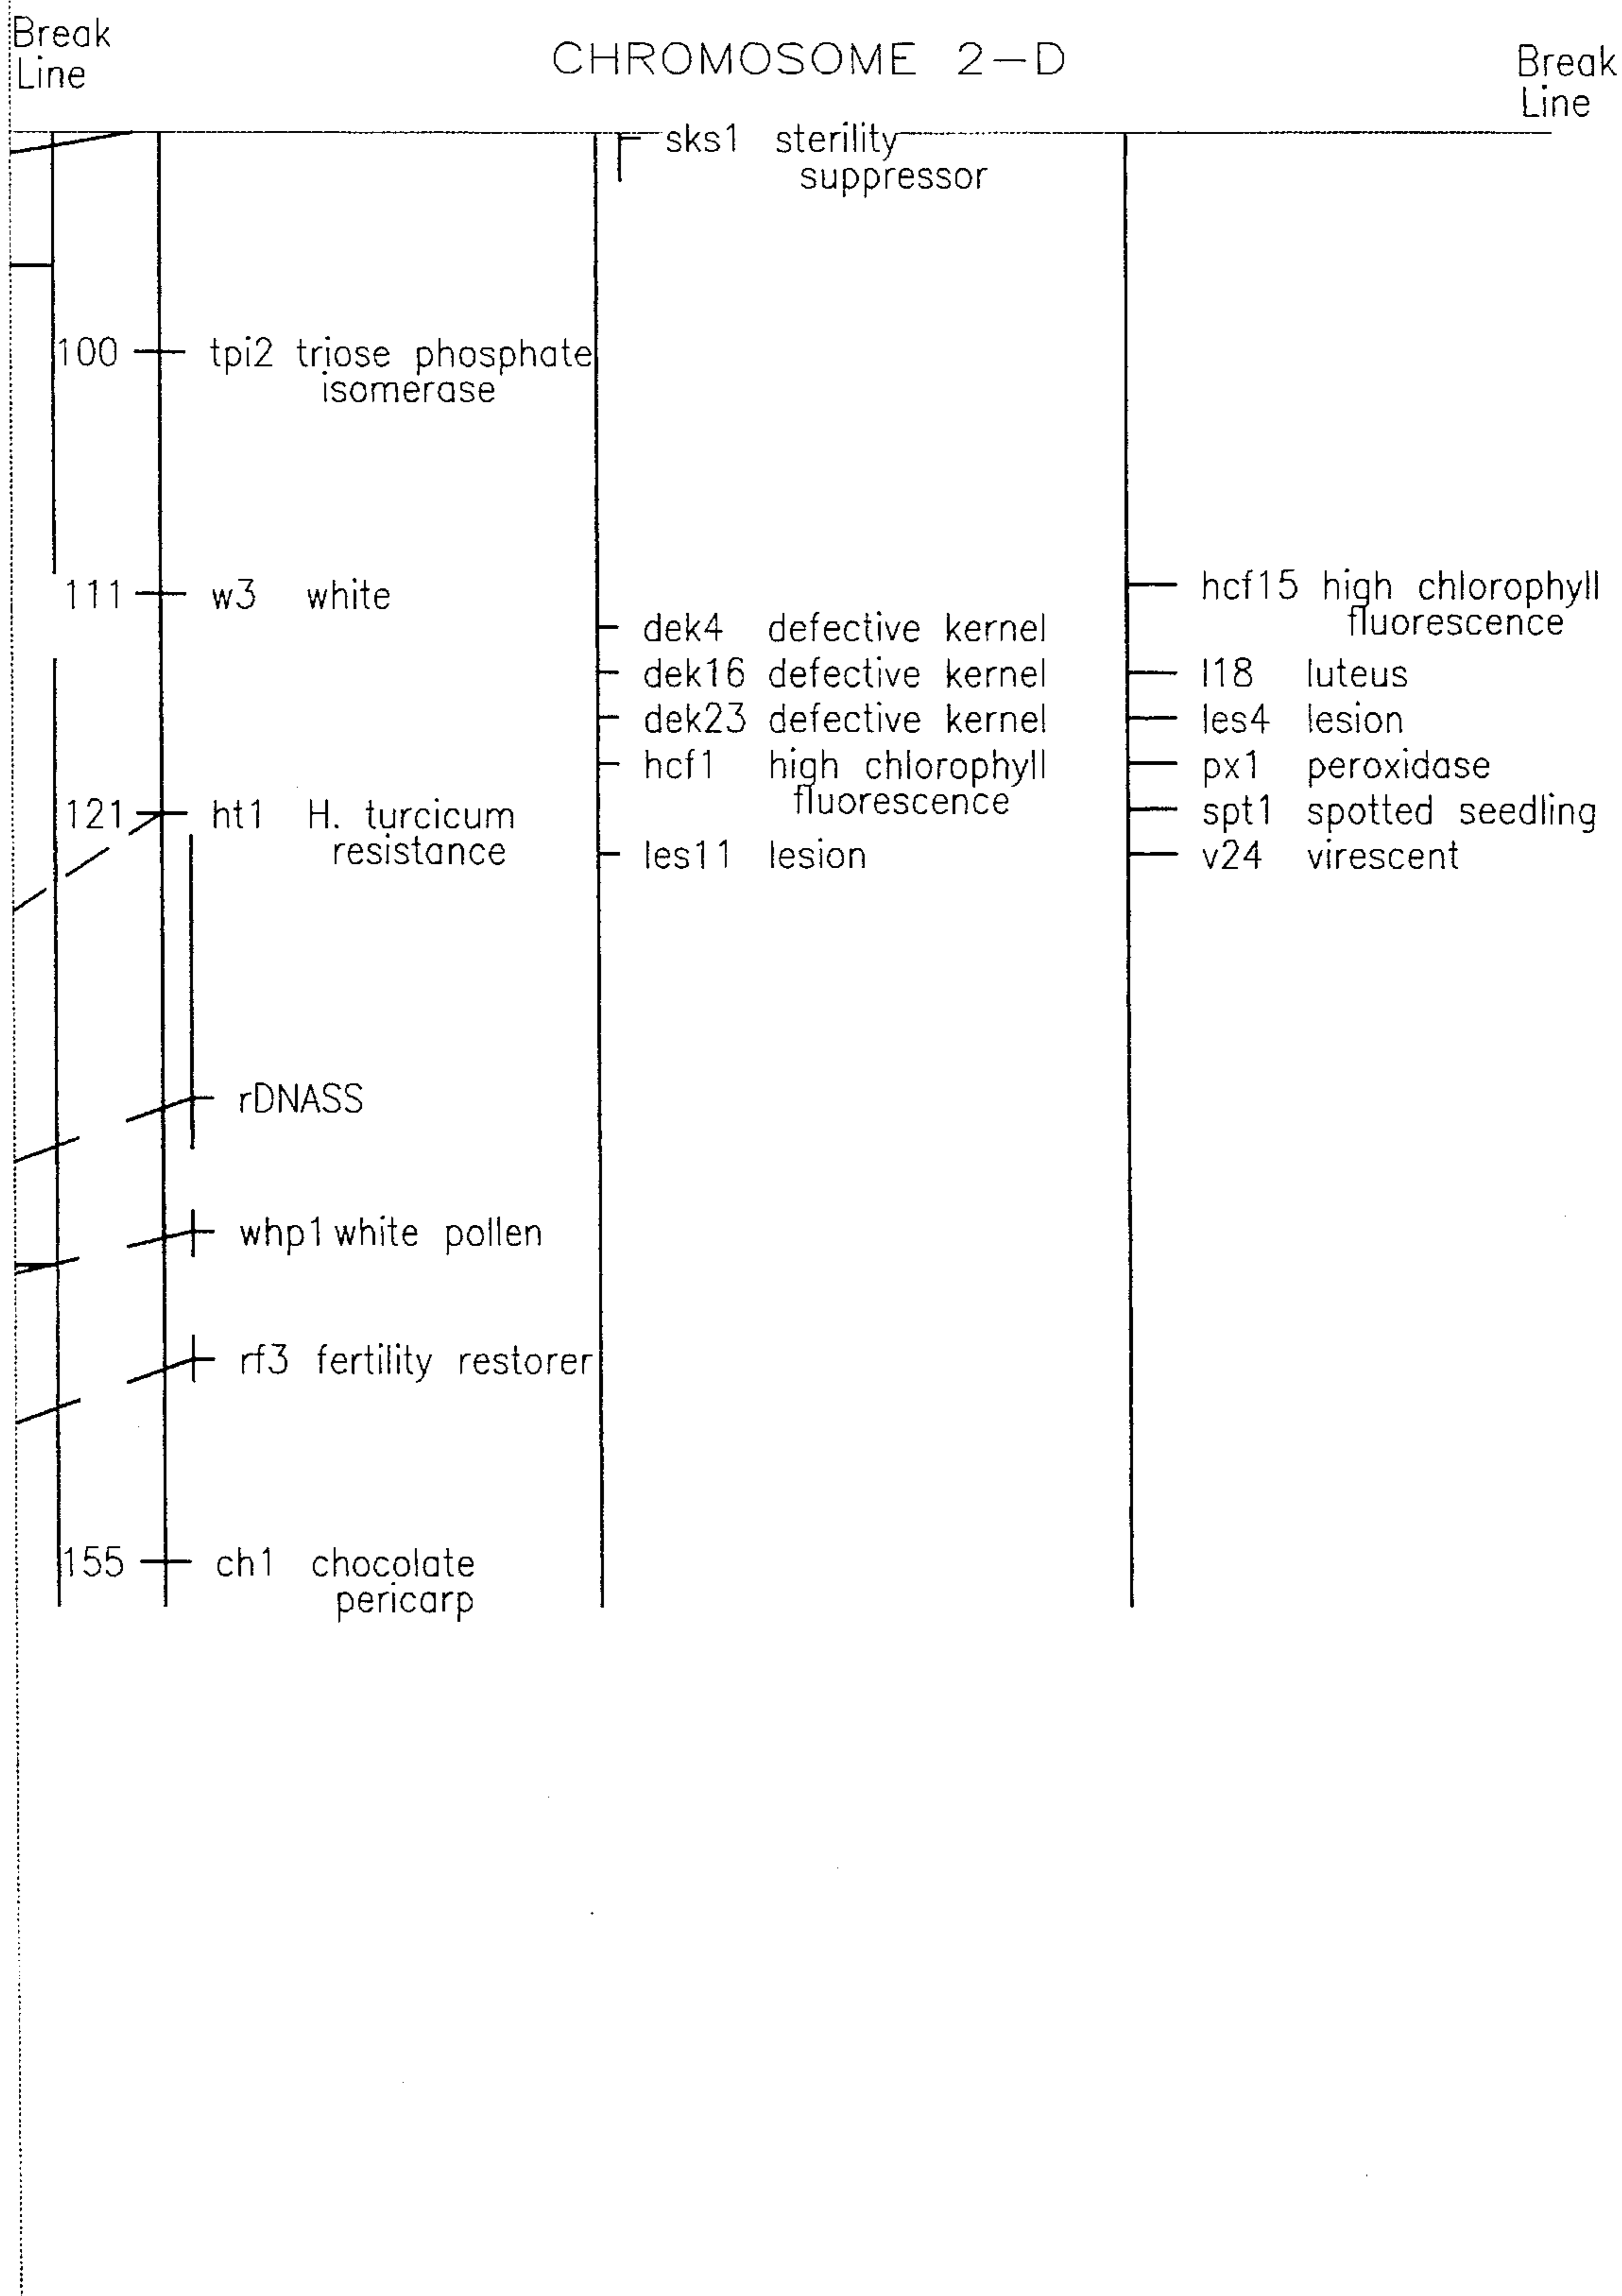 Break
Line
CHROMOSOME 2-D
Break
Line
sks1 sterility
suppressor
100 tpi2 triose phosphate
isomerase
111 w3 white
121 ht1 H. turcicum
resistance
rDNASS
whp1 white pollen
rf3 fertility restorer
155 ch1 chocolate
pericarp
dek4 defective kernel
dek16 defective kernel
dek23 defective kernel
hcf1 high chlorophyll
fluorescence
les11 lesion
hcf15 high chlorophyll
fluorescence
l18 luteus
les4 lesion
px1 peroxidase
spt1 spotted seedling
v24 virescent